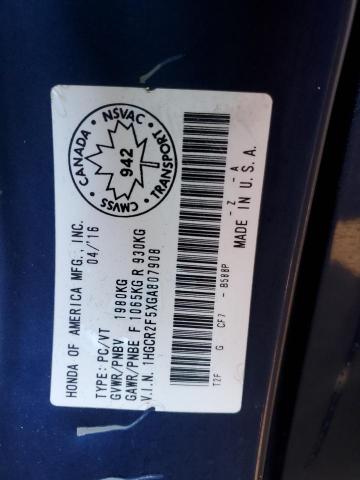 HONDA OF AMERICA MFG., INC.
04/'16
TYPE: PC/VT
GVWR/PNBV 1980KG
GAWR/PNBE F 1065KG R 930KG
V.I.N. 1HGCR2F5XGA807908
CANADA
NSVAC
TRANSPORT
CMVSS
942
T2F G CF7 - B588P - Z - A
MADE IN U.S.A.